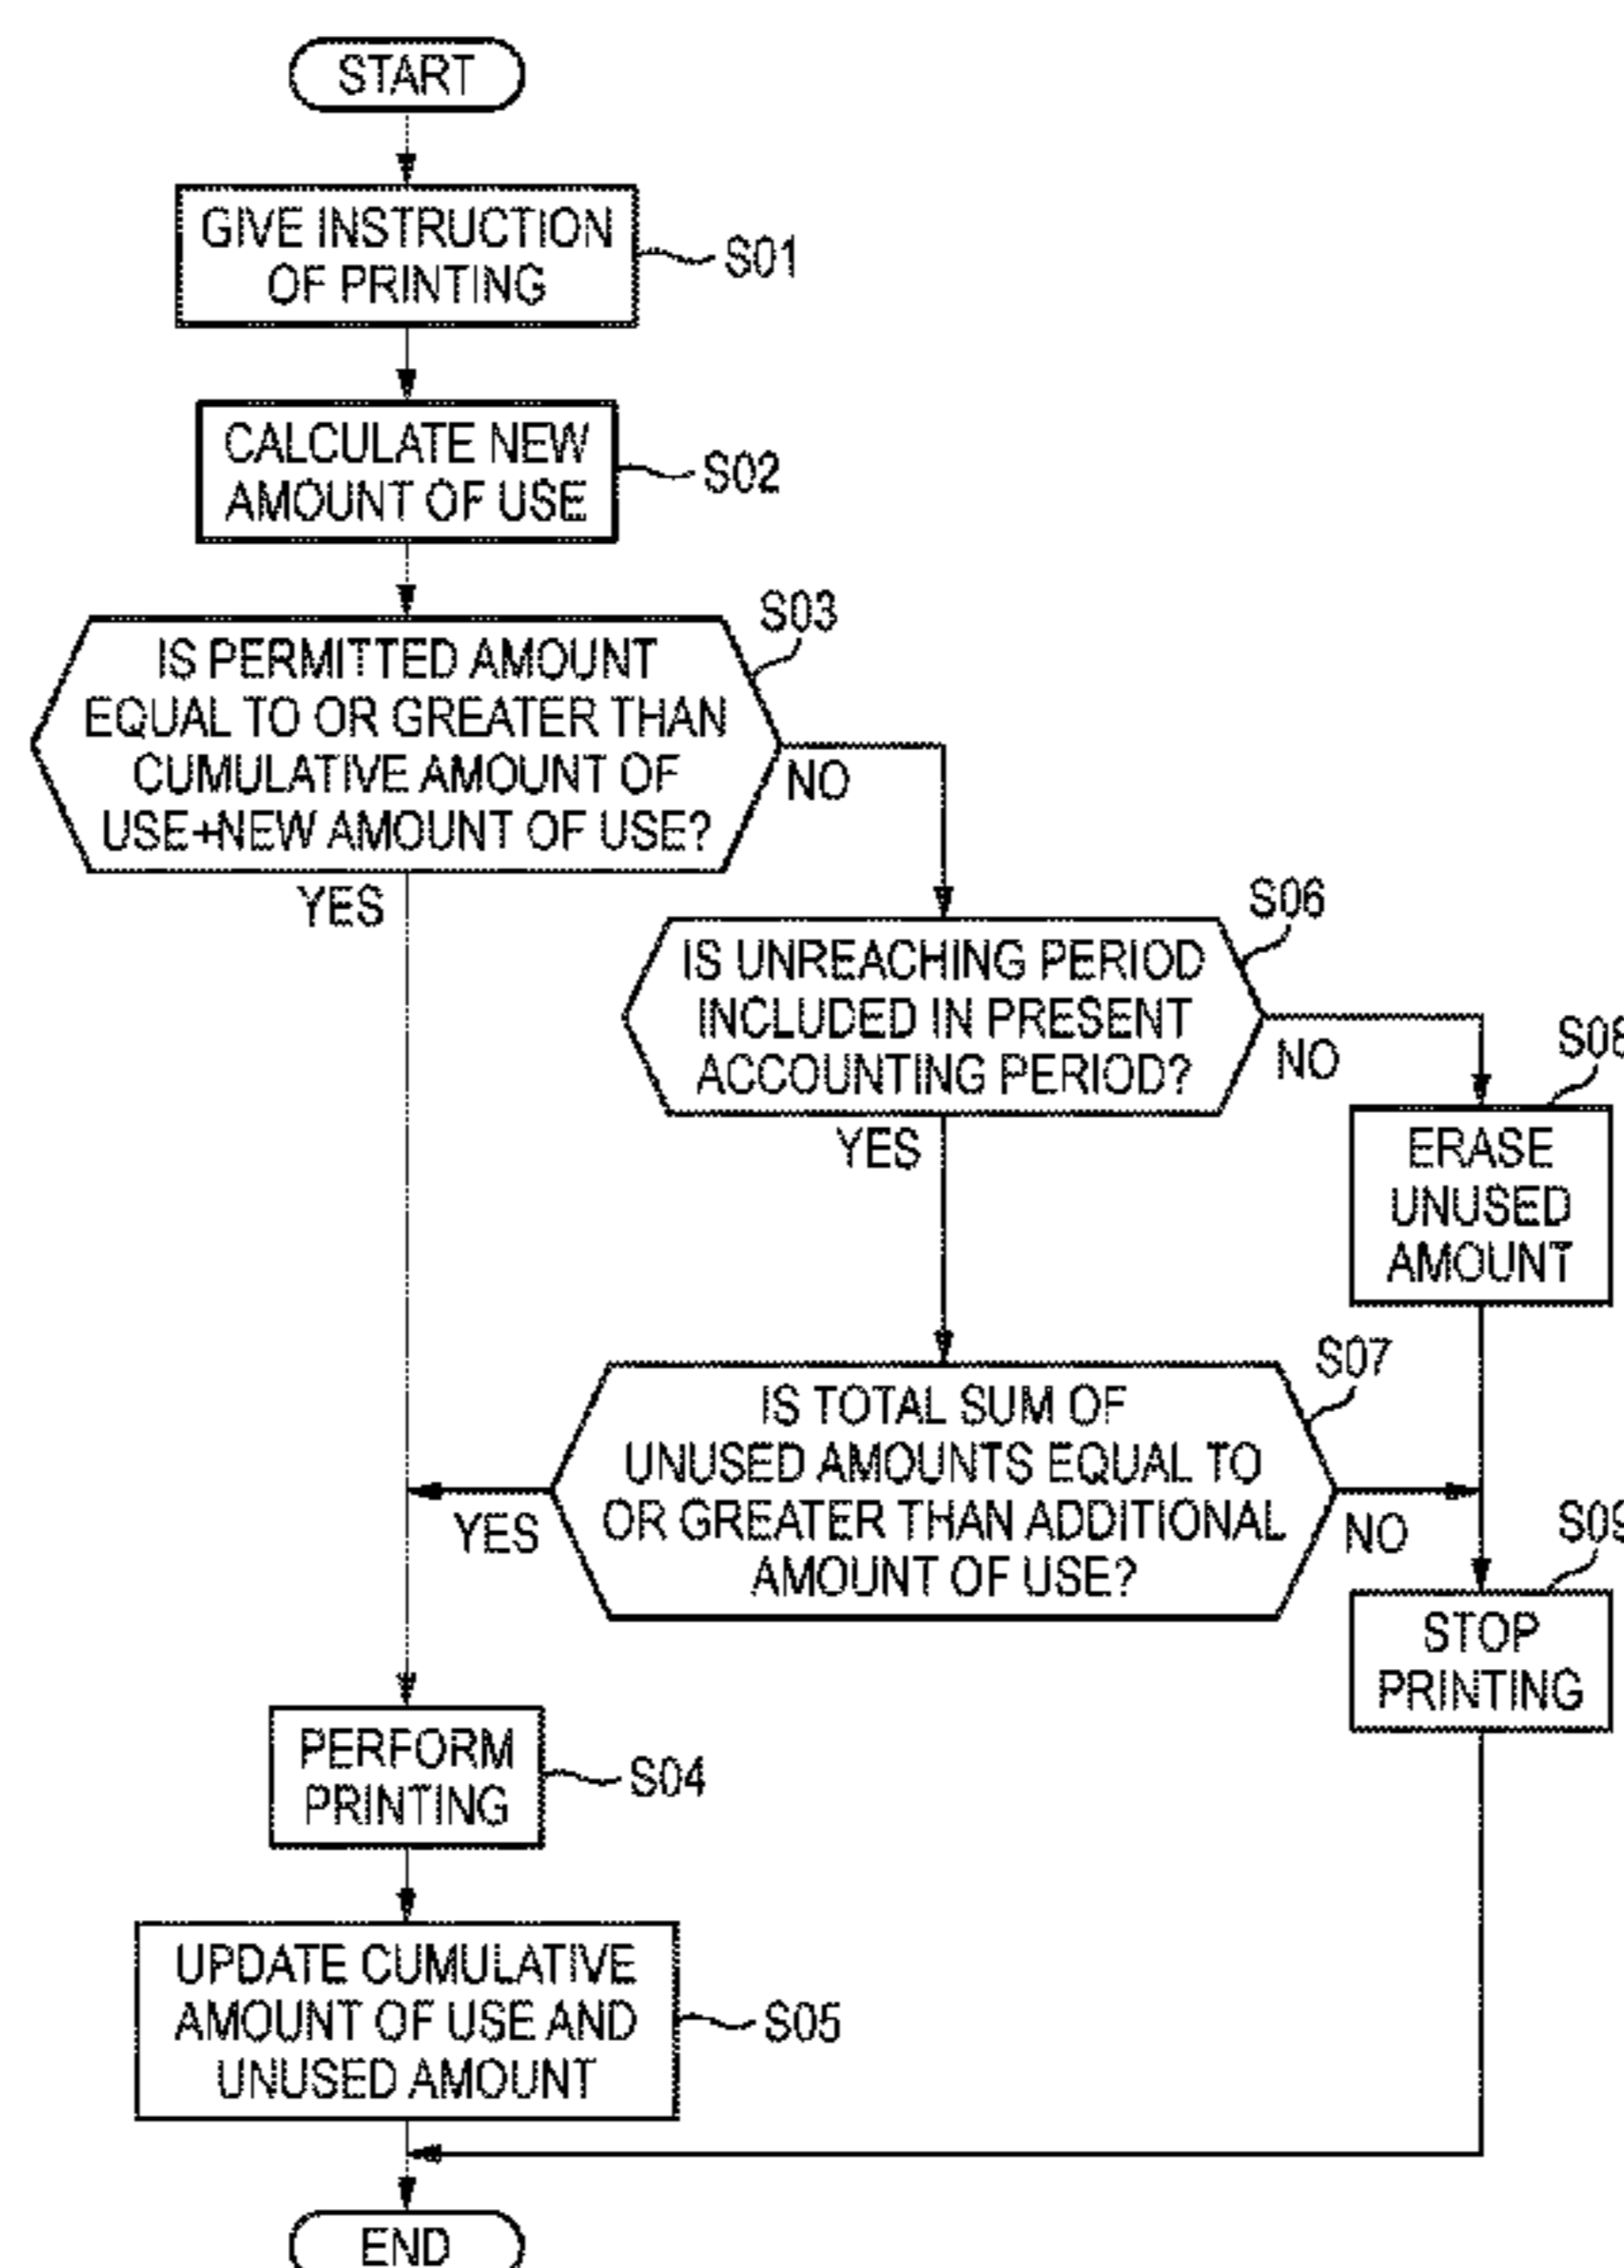 START
GIVE INSTRUCTION
OF PRINTING
S01
CALCULATE NEW
AMOUNT OF USE
S02
S03
IS PERMITTED AMOUNT
EQUAL TO OR GREATER THAN
CUMULATIVE AMOUNT OF
USE+NEW AMOUNT OF USE?
NO
YES
S06
IS UNREACHING PERIOD
INCLUDED IN PRESENT
ACCOUNTING PERIOD?
NO
YES
S08
ERASE
UNUSED
AMOUNT
S07
IS TOTAL SUM OF
UNUSED AMOUNTS EQUAL TO
OR GREATER THAN ADDITIONAL
AMOUNT OF USE?
YES
NO
S09
STOP
PRINTING
PERFORM
PRINTING
S04
UPDATE CUMULATIVE
AMOUNT OF USE AND
UNUSED AMOUNT
S05
END